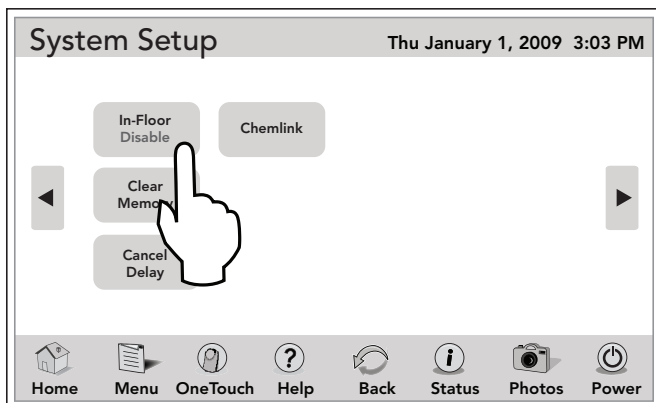 System Setup
Thu January 1, 2009 3:03 PM
In-Floor
Disable
Chemlink
Clear
Memory
Cancel
Delay
Home
Menu
OneTouch
Help
Back
Status
Photos
Power